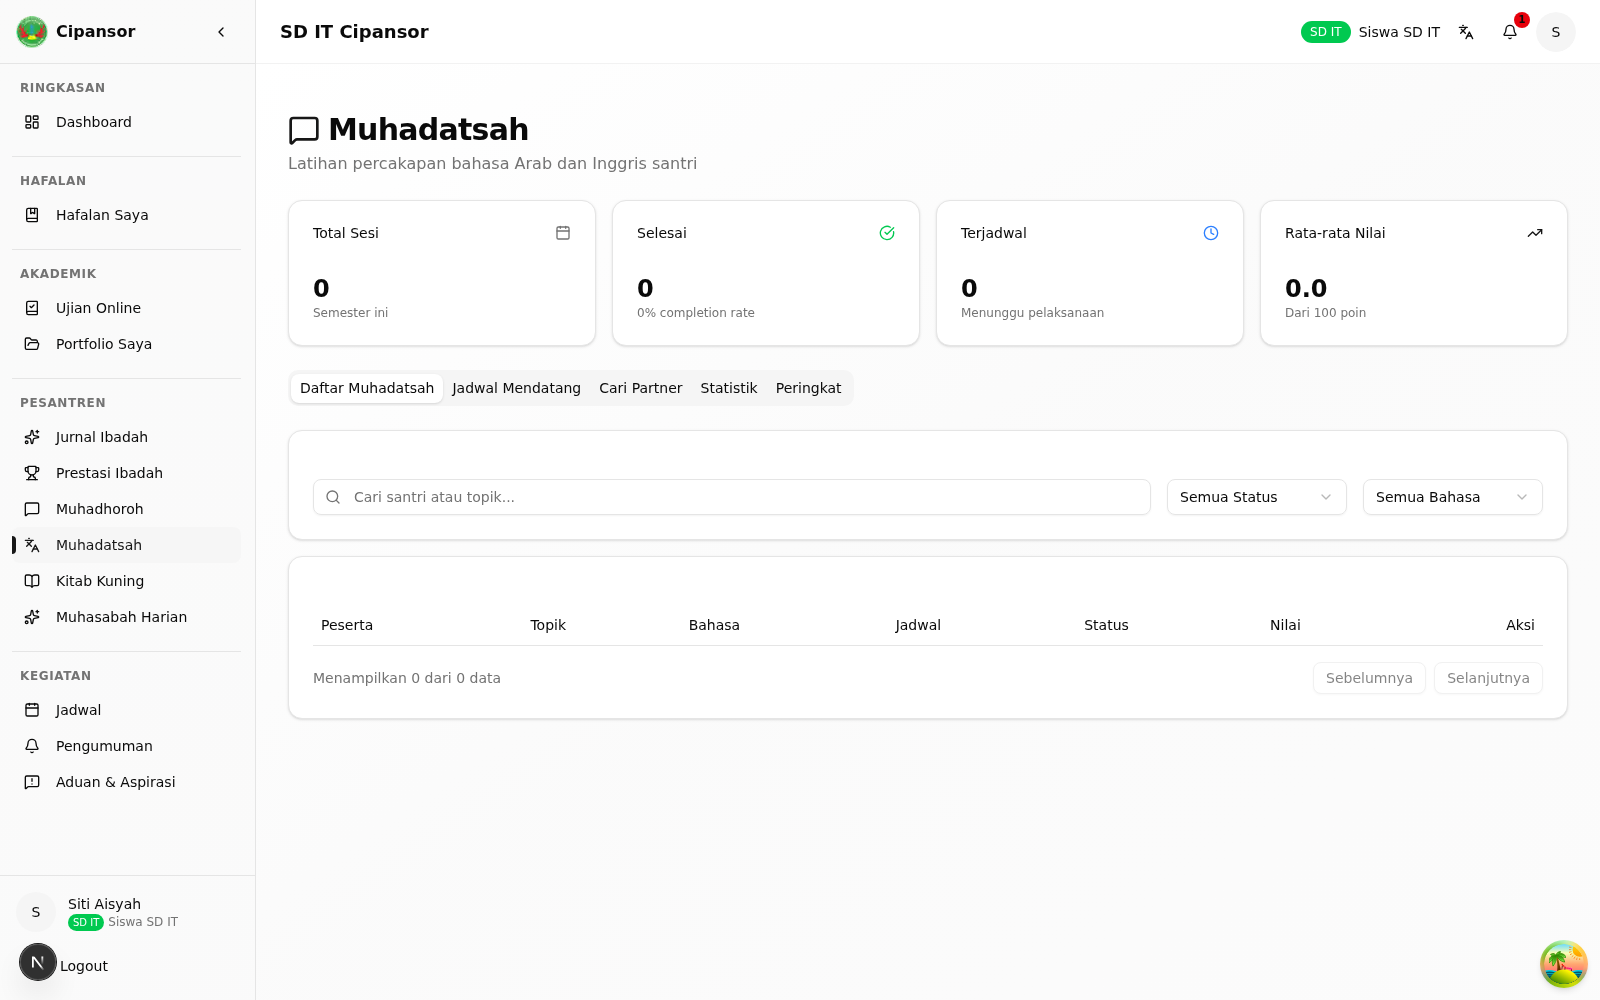 Cipansor
RINGKASAN
Dashboard
HAFALAN
Hafalan Saya
AKADEMIK
Ujian Online
Portfolio Saya
PESANTREN
Jurnal Ibadah
Prestasi Ibadah
Muhadhoroh
Muhadatsah
Kitab Kuning
Muhasabah Harian
KEGIATAN
Jadwal
Pengumuman
Aduan & Aspirasi
S
Siti Aisyah
SD IT Siswa SD IT
N
Logout
SD IT Cipansor
SD IT Siswa SD IT 1 S
Muhadatsah
Latihan percakapan bahasa Arab dan Inggris santri
Total Sesi
0
Semester ini
Selesai
0
0% completion rate
Terjadwal
0
Menunggu pelaksanaan
Rata-rata Nilai
0.0
Dari 100 poin
Daftar Muhadatsah Jadwal Mendatang Cari Partner Statistik Peringkat
Cari santri atau topik... Semua Status Semua Bahasa
Peserta Topik Bahasa Jadwal Status Nilai Aksi
Menampilkan 0 dari 0 data Sebelumnya Selanjutnya